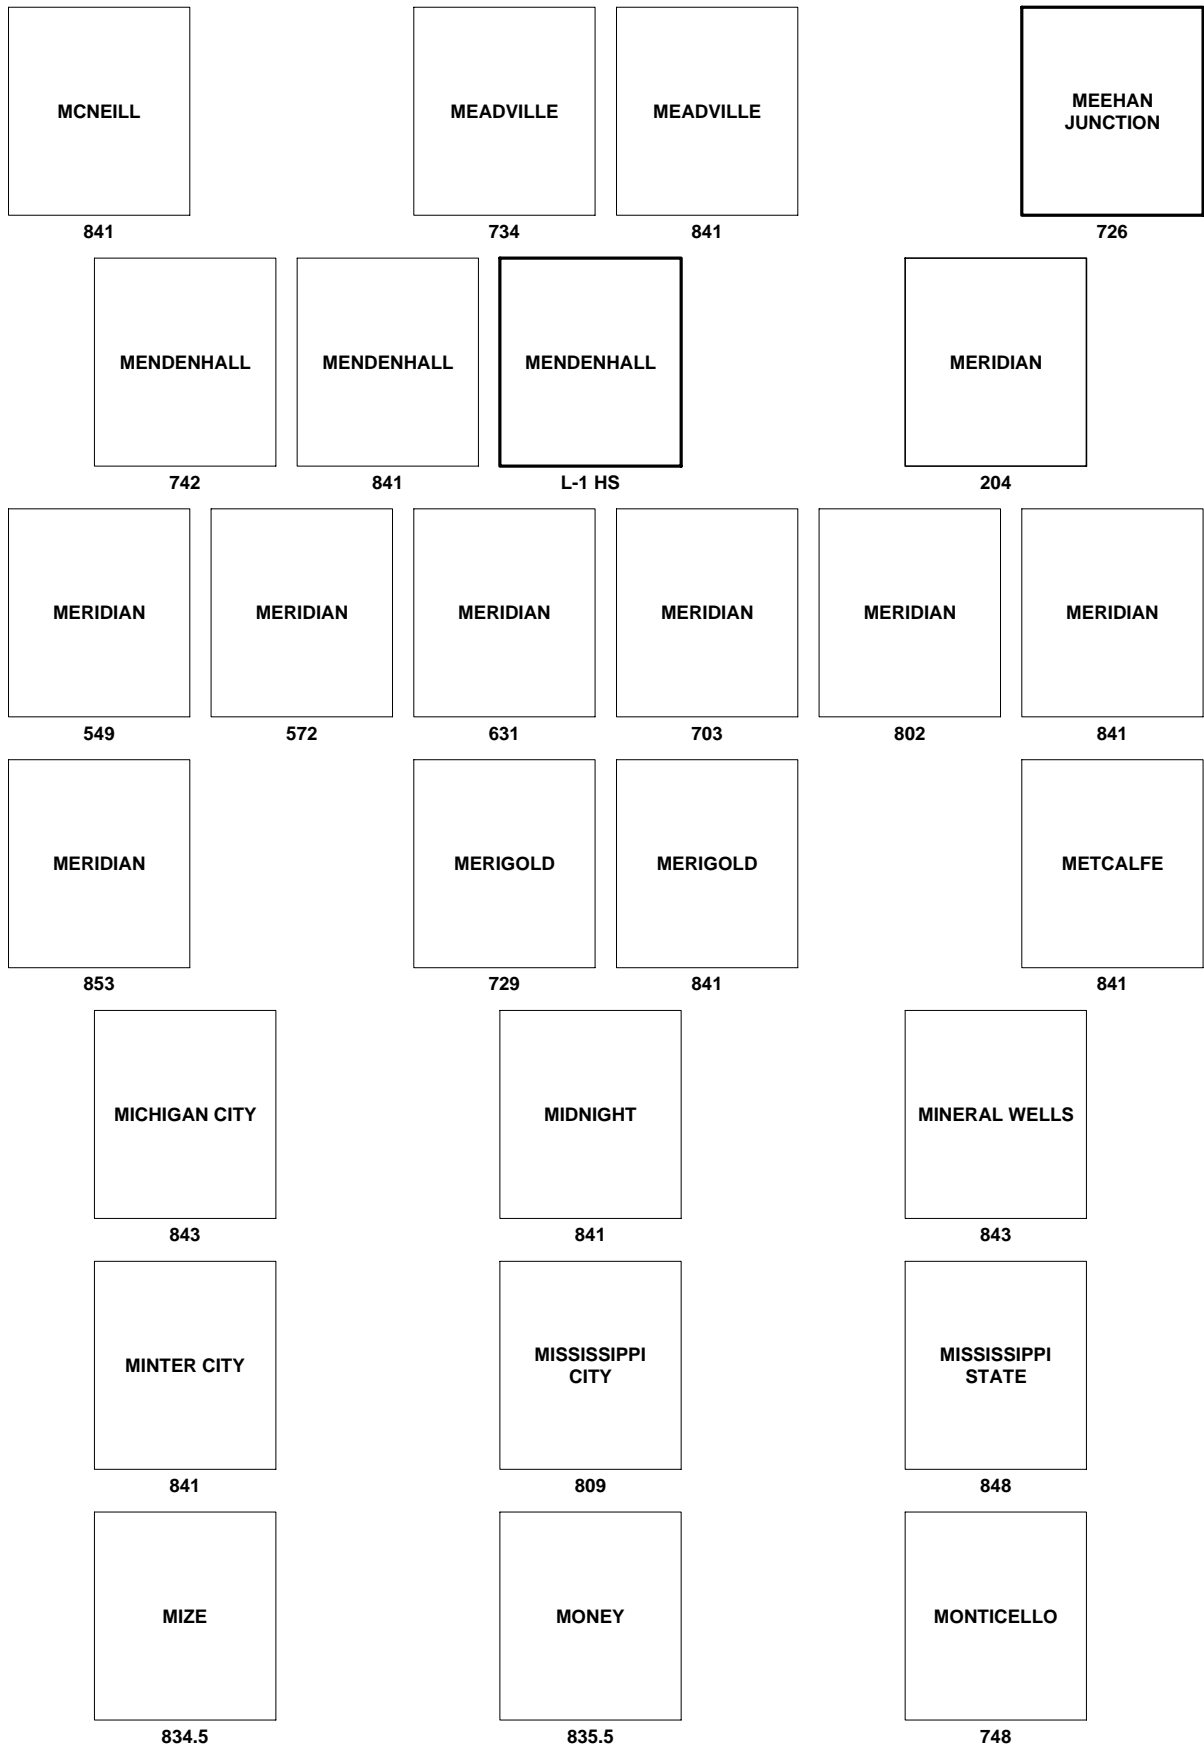 MCNEILL
MEADVILLE
MEADVILLE
MEEHAN
JUNCTION
841
734
841
726
MENDENHALL
MENDENHALL
MENDENHALL
MERIDIAN
742
841
L-1 HS
204
MERIDIAN
MERIDIAN
MERIDIAN
MERIDIAN
MERIDIAN
MERIDIAN
549
572
631
703
802
841
MERIDIAN
MERIGOLD
MERIGOLD
METCALFE
853
729
841
841
MICHIGAN CITY
MIDNIGHT
MINERAL WELLS
843
841
843
MINTER CITY
MISSISSIPPI
CITY
MISSISSIPPI
STATE
841
809
848
MIZE
MONEY
MONTICELLO
834.5
835.5
748